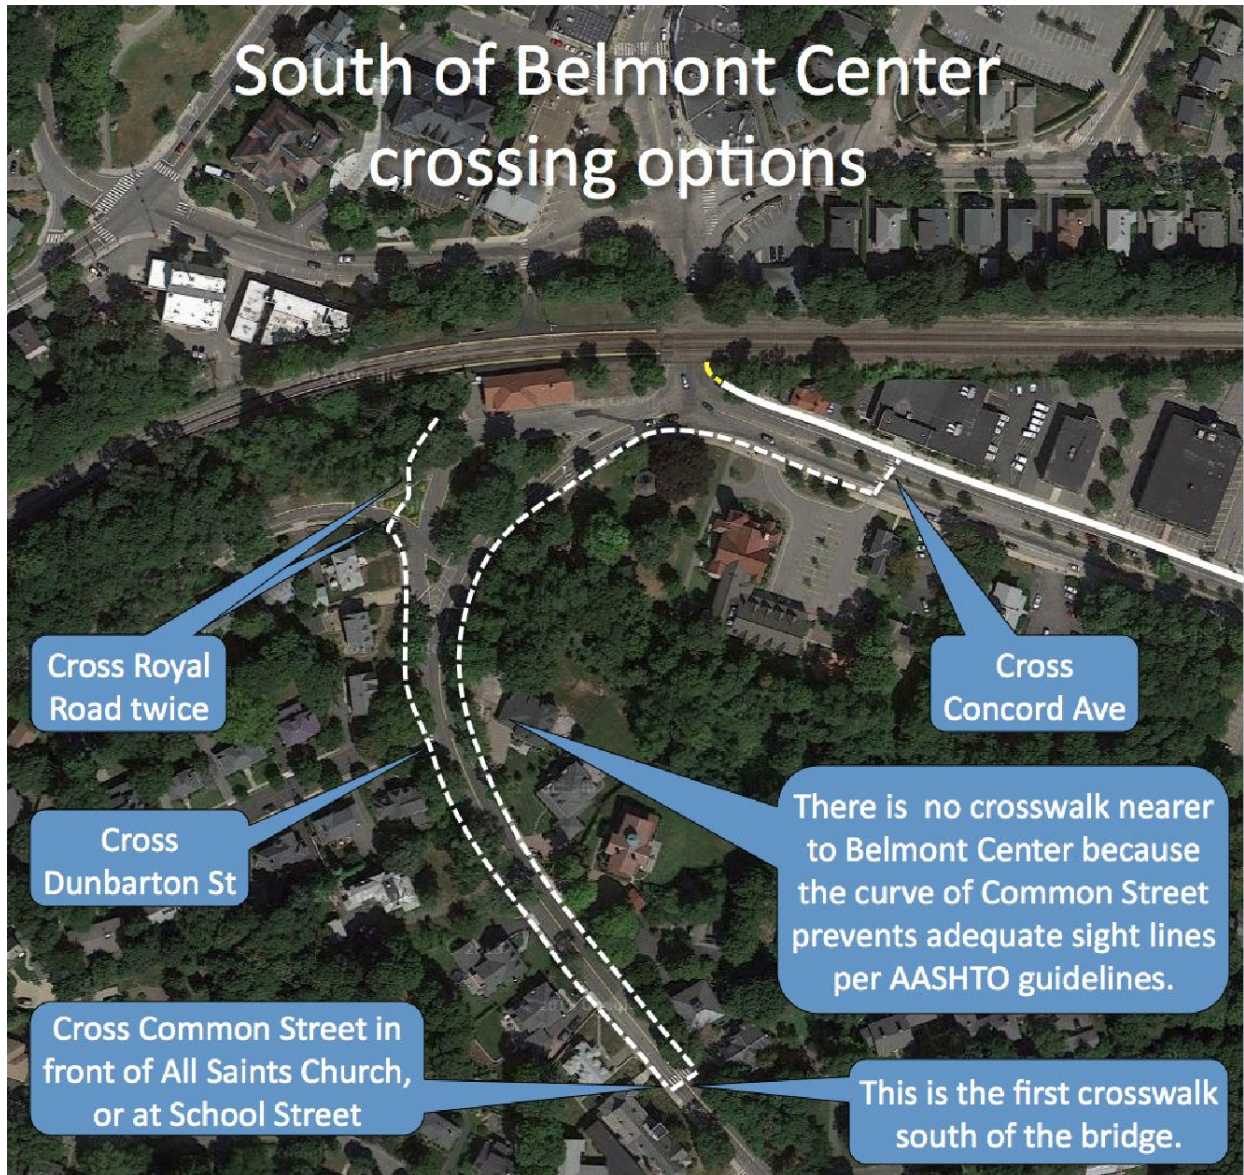 South of Belmont Center
crossing options
Cross Royal
Road twice
Cross
Concord Ave
Cross
Dunbarton St
There is  no crosswalk nearer
to Belmont Center because
the curve of Common Street
prevents adequate sight lines
per AASHTO guidelines.
Cross Common Street in
front of All Saints Church,
or at School Street
This is the first crosswalk
south of the bridge.